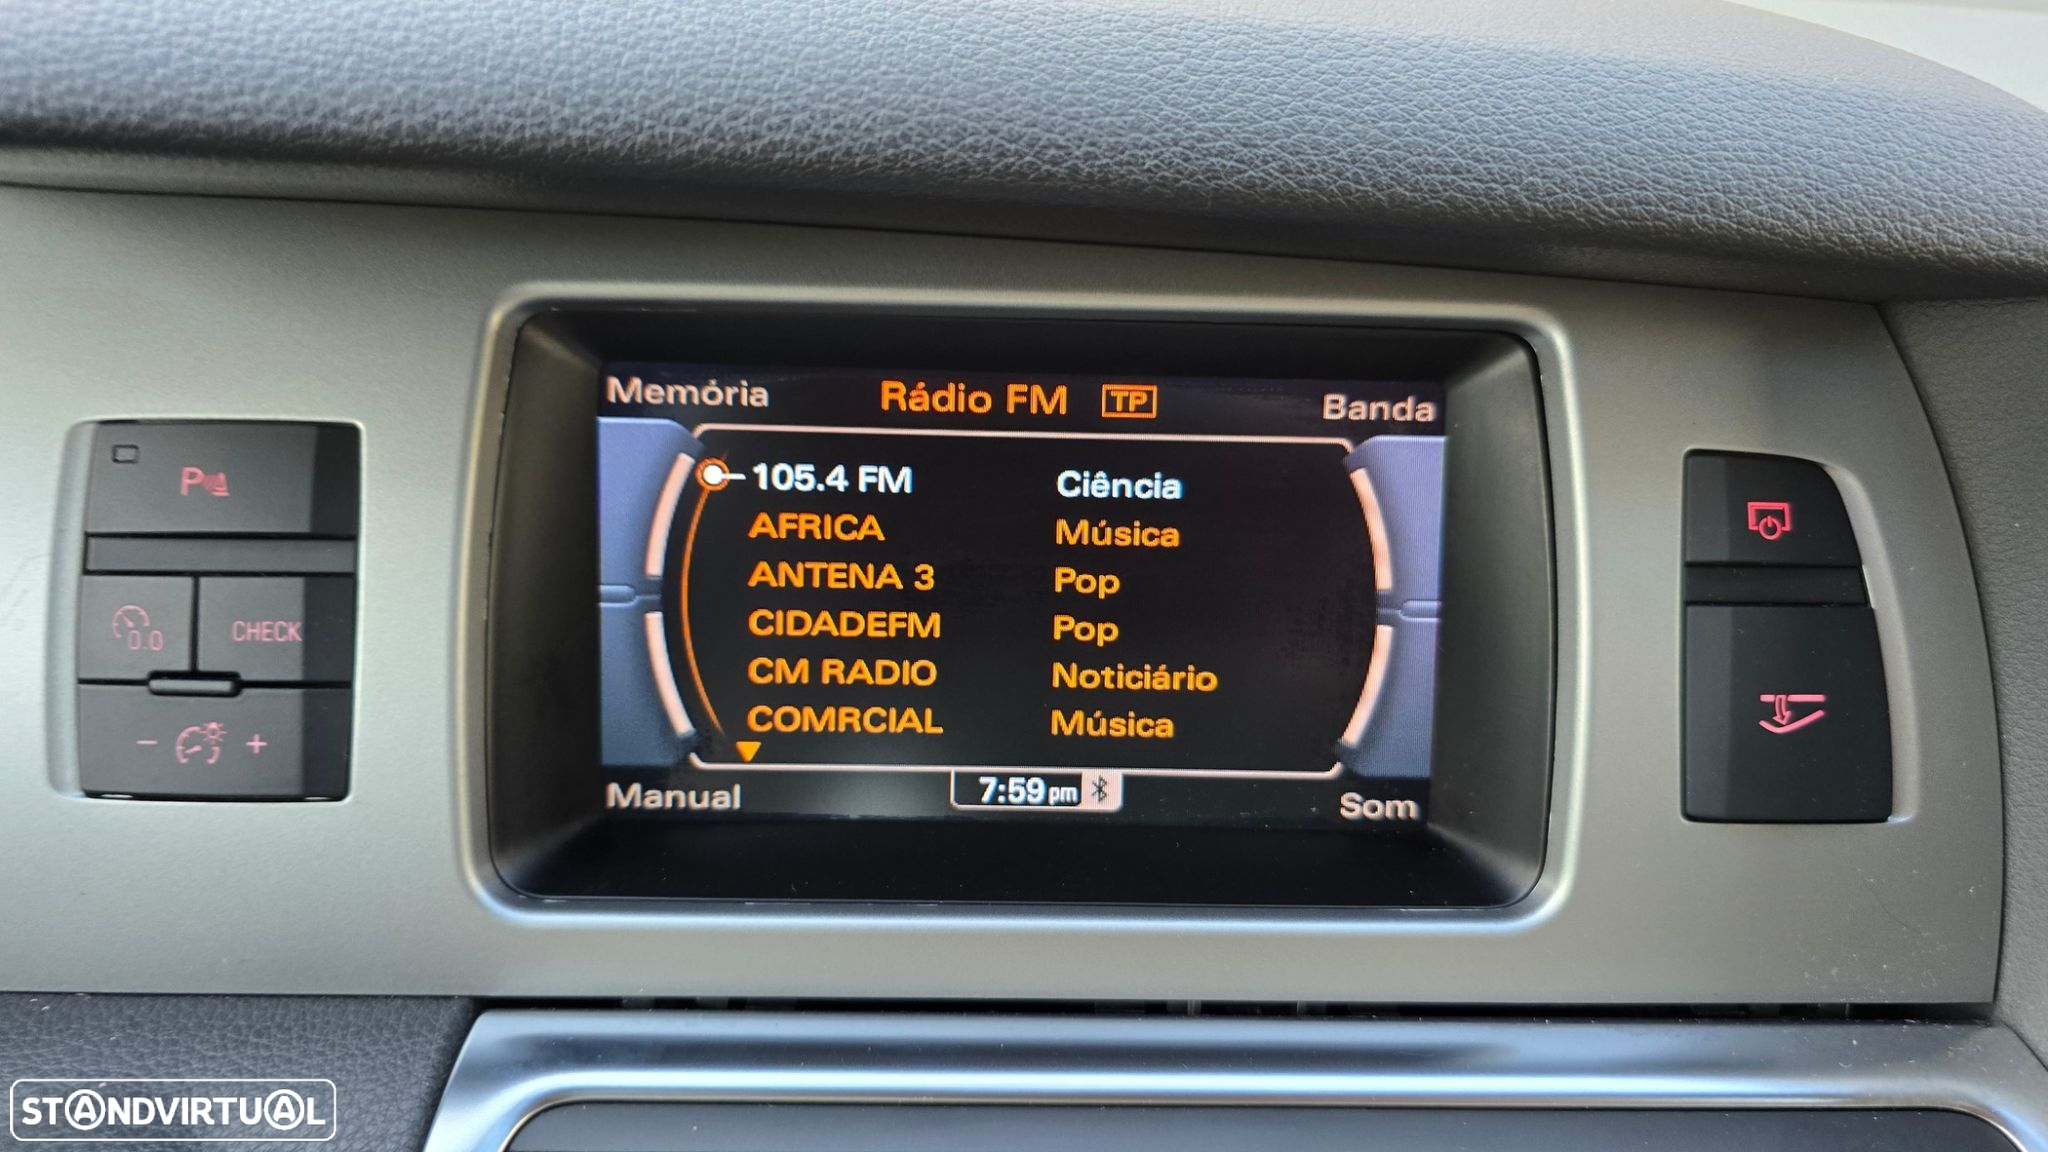 Memória Rádio FM TP Banda
105.4 FM Ciência
AFRICA Música
ANTENA 3 Pop
CIDADEFM Pop
CM RADIO Noticiário
COMRCIAL Música
Manual 7:59 pm Som
P
0.0 CHECK
- +
STANDVIRTUAL